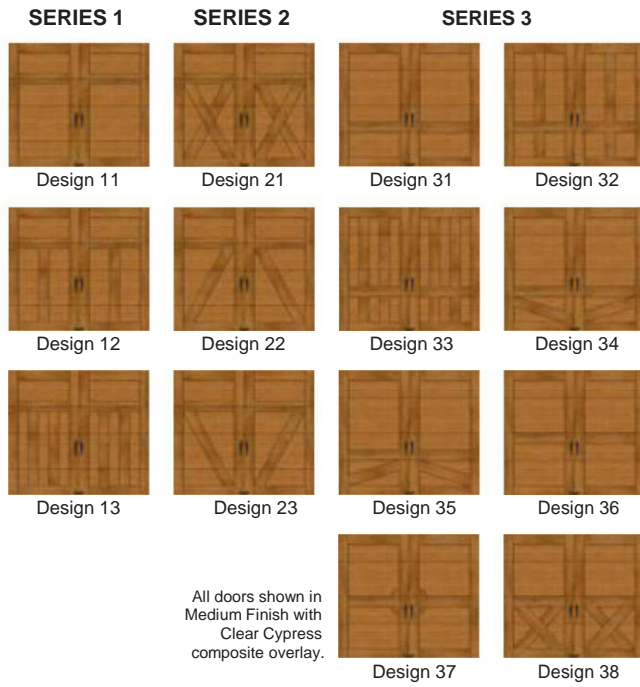 SERIES 1
SERIES 2
SERIES 3
Design 11
Design 21
Design 31
Design 32
Design 12
Design 22
Design 33
Design 34
Design 13
Design 23
Design 35
Design 36
All doors shown in
Medium Finish with
Clear Cypress
composite overlay.
Design 37
Design 38